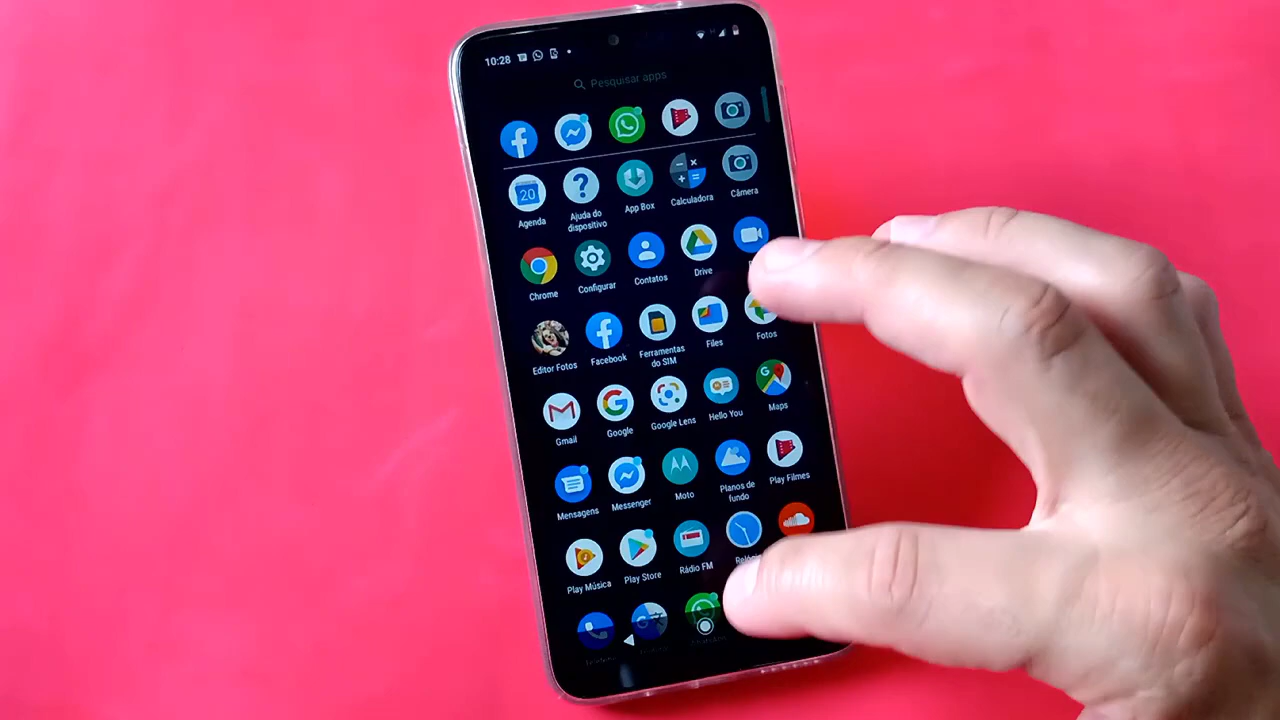 10:28
Pesquisar apps
20
Agenda
Ajuda do
dispositivo
App Box
Calculadora
Câmera
Chrome
Configurar
Contatos
Drive
Editor Fotos
Facebook
Ferramentas
do SIM
Files
Fotos
Gmail
Google
Google Lens
Hello You
Maps
Mensagens
Messenger
Moto
Planos de
fundo
Play Filmes
Play Música
Play Store
Rádio FM